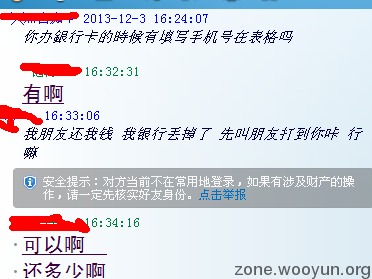 2013-12-3 16:24:07
你办銀行卡的時候有填写手机号在表格吗
16:32:31
有啊
16:33:06
我朋友还我钱 我银行丢掉了 先叫朋友打到你咔 行
嘛
安全提示：对方当前不在常用地登录，如果有涉及财产的操
作，请一定先核实好友身份。点击举报
16:34:16
可以啊
还多少啊
zone.wooyun.org